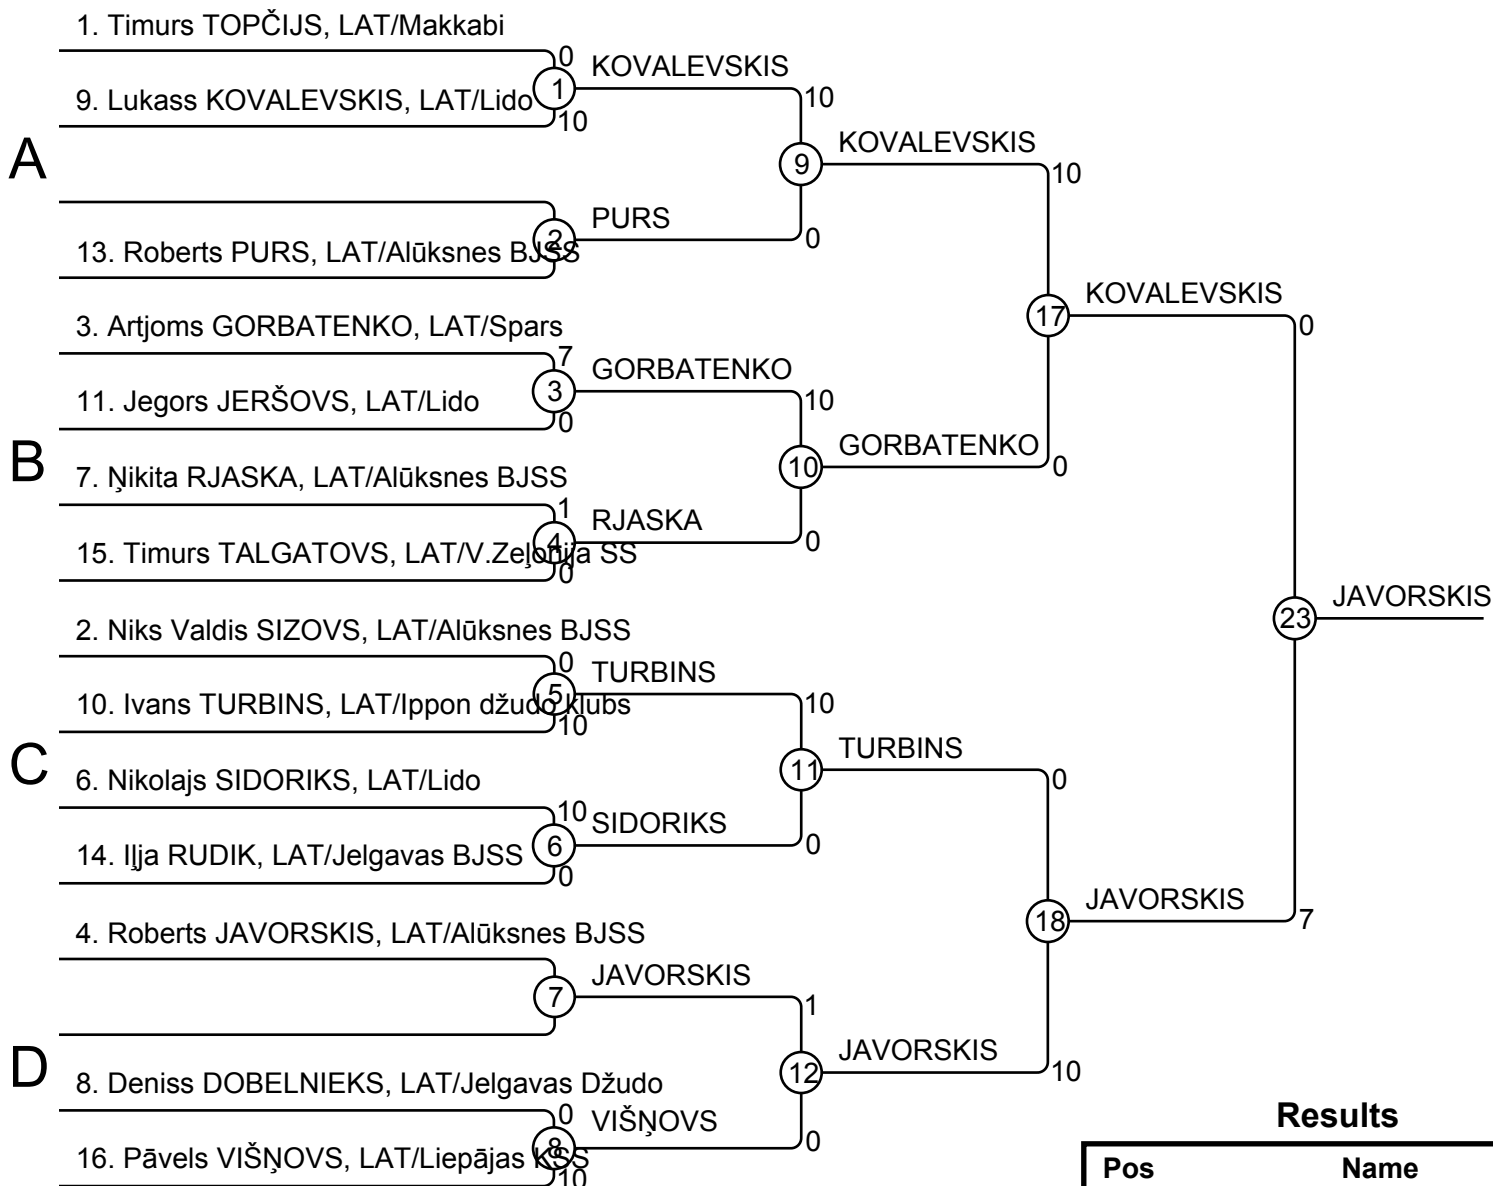 1. Timurs TOPČIJS, LAT/Makkabi
0
KOVALEVSKIS
1
10
9. Lukass KOVALEVSKIS, LAT/Lido
10
A
KOVALEVSKIS
9
10
PURS
2
0
13. Roberts PURS, LAT/Alūksnes BJSS
KOVALEVSKIS
17
0
3. Artjoms GORBATENKO, LAT/Spars
7
GORBATENKO
3
10
11. Jegors JERŠOVS, LAT/Lido
0
B
GORBATENKO
10
0
7. Ņikita RJASKA, LAT/Alūksnes BJSS
1
RJASKA
4
0
15. Timurs TALGATOVS, LAT/V.Zeļonija SS
0
JAVORSKIS
23
2. Niks Valdis SIZOVS, LAT/Alūksnes BJSS
0
TURBINS
5
10
10. Ivans TURBINS, LAT/Ippon džudo klubs
10
C
TURBINS
11
0
6. Nikolajs SIDORIKS, LAT/Lido
10
SIDORIKS
6
0
14. Iļja RUDIK, LAT/Jelgavas BJSS
0
JAVORSKIS
18
7
4. Roberts JAVORSKIS, LAT/Alūksnes BJSS
JAVORSKIS
7
1
D
JAVORSKIS
12
10
8. Deniss DOBELNIEKS, LAT/Jelgavas Džudo
0
VIŠŅOVS
8
0
16. Pāvels VIŠŅOVS, LAT/Liepājas KSS
10
Results
Pos Name